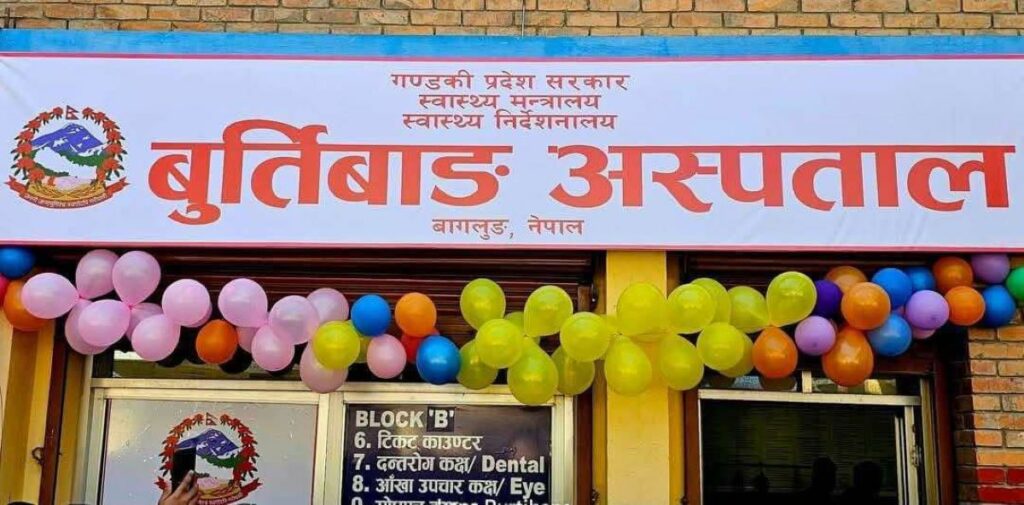 गण्डकी प्रदेश सरकार
स्वास्थ्य मन्त्रालय
स्वास्थ्य निर्देशनालय
बुर्तिबाङ अस्पताल
बागलुङ, नेपाल
BLOCK 'B'
6. टिकट काउण्टर
7. दन्तरोग कक्ष/ Dental
8. आँखा उपचार कक्ष/ Eye